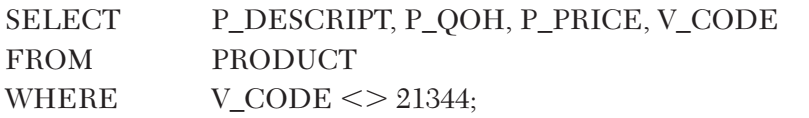 SELECT P_DESCRIPT, P_QOH, P_PRICE, V_CODE
FROM PRODUCT
WHERE V_CODE <> 21344;